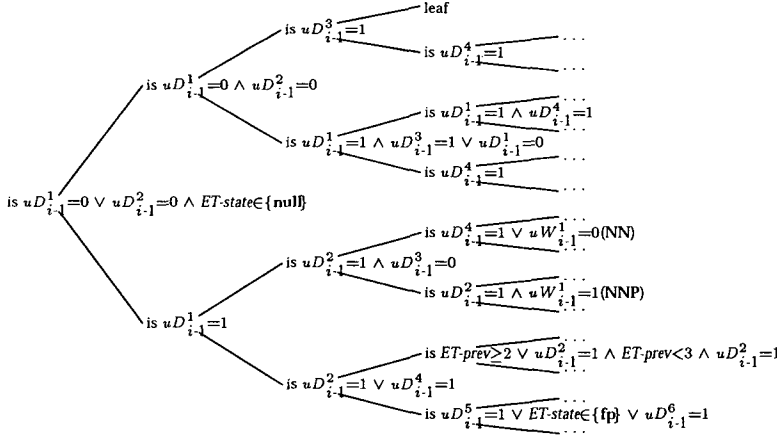 leaf
is uD^3_{i-1}=1
...
is uD^4_{i-1}=1
...
is uD^1_{i-1}=0 ∧ uD^2_{i-1}=0
...
is uD^1_{i-1}=1 ∧ uD^4_{i-1}=1
...
is uD^1_{i-1}=1 ∧ uD^3_{i-1}=1 ∨ uD^1_{i-1}=0
...
is uD^4_{i-1}=1
...
is uD^1_{i-1}=0 ∨ uD^2_{i-1}=0 ∧ ET-state∈{null}
...
is uD^4_{i-1}=1 ∨ uW^1_{i-1}=0(NN)
...
is uD^2_{i-1}=1 ∧ uD^3_{i-1}=0
...
is uD^2_{i-1}=1 ∧ uW^1_{i-1}=1(NNP)
...
is uD^1_{i-1}=1
...
is ET-prev≥2 ∨ uD^2_{i-1}=1 ∧ ET-prev<3 ∧ uD^2_{i-1}=1
...
is uD^2_{i-1}=1 ∨ uD^4_{i-1}=1
...
is uD^5_{i-1}=1 ∨ ET-state∈{fp} ∨ uD^6_{i-1}=1
...